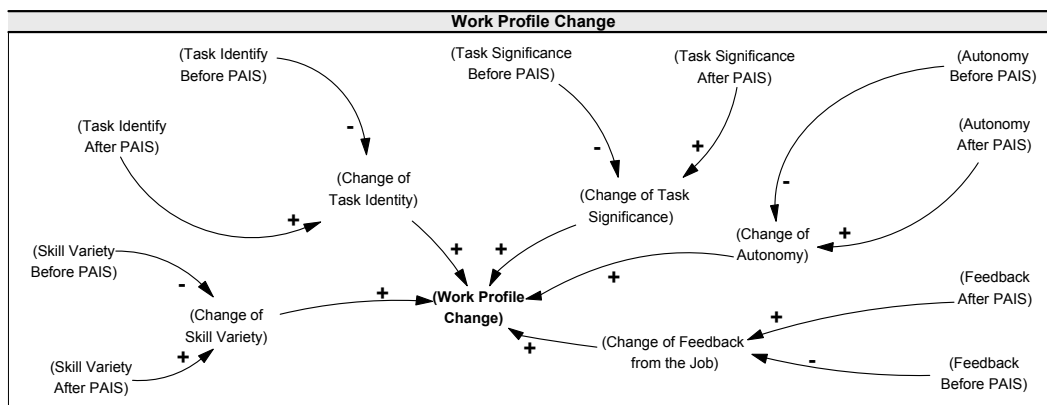 Work Profile Change
(Task Identify
Before PAIS)
(Task Significance
Before PAIS)
(Task Significance
After PAIS)
(Autonomy
Before PAIS)
(Task Identify
After PAIS)
(Autonomy
After PAIS)
-
-
+
-
(Change of
Task Identity)
(Change of Task
Significance)
+
(Change of
Autonomy)
+
(Skill Variety
Before PAIS)
+
+
+
-
+
(Work Profile
Change)
(Feedback
After PAIS)
(Change of
Skill Variety)
+
(Change of Feedback
from the Job)
+
+
-
(Skill Variety
After PAIS)
(Feedback
Before PAIS)